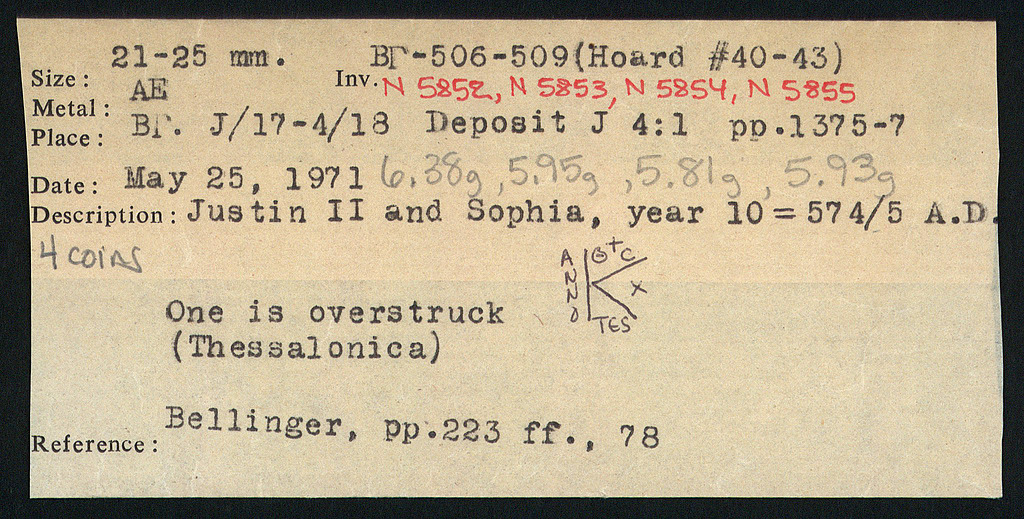 21-25 mm. ΒΓ-506-509(Hoard #40-43)
Size: Inv. N 5852, N 5853, N 5854, N 5855
Metal: AE
Place: ΒΓ. J/17-4/18 Deposit J 4:1 pp.1375-7
Date: May 25, 1971 6.38g, 5.95g, 5.81g, 5.93g
Description: Justin II and Sophia, year 10 = 574/5 A.D.
4 COINS
ANNO Θ+C
K X
TES
One is overstruck
(Thessalonica)
Bellinger, pp.223 ff., 78
Reference: